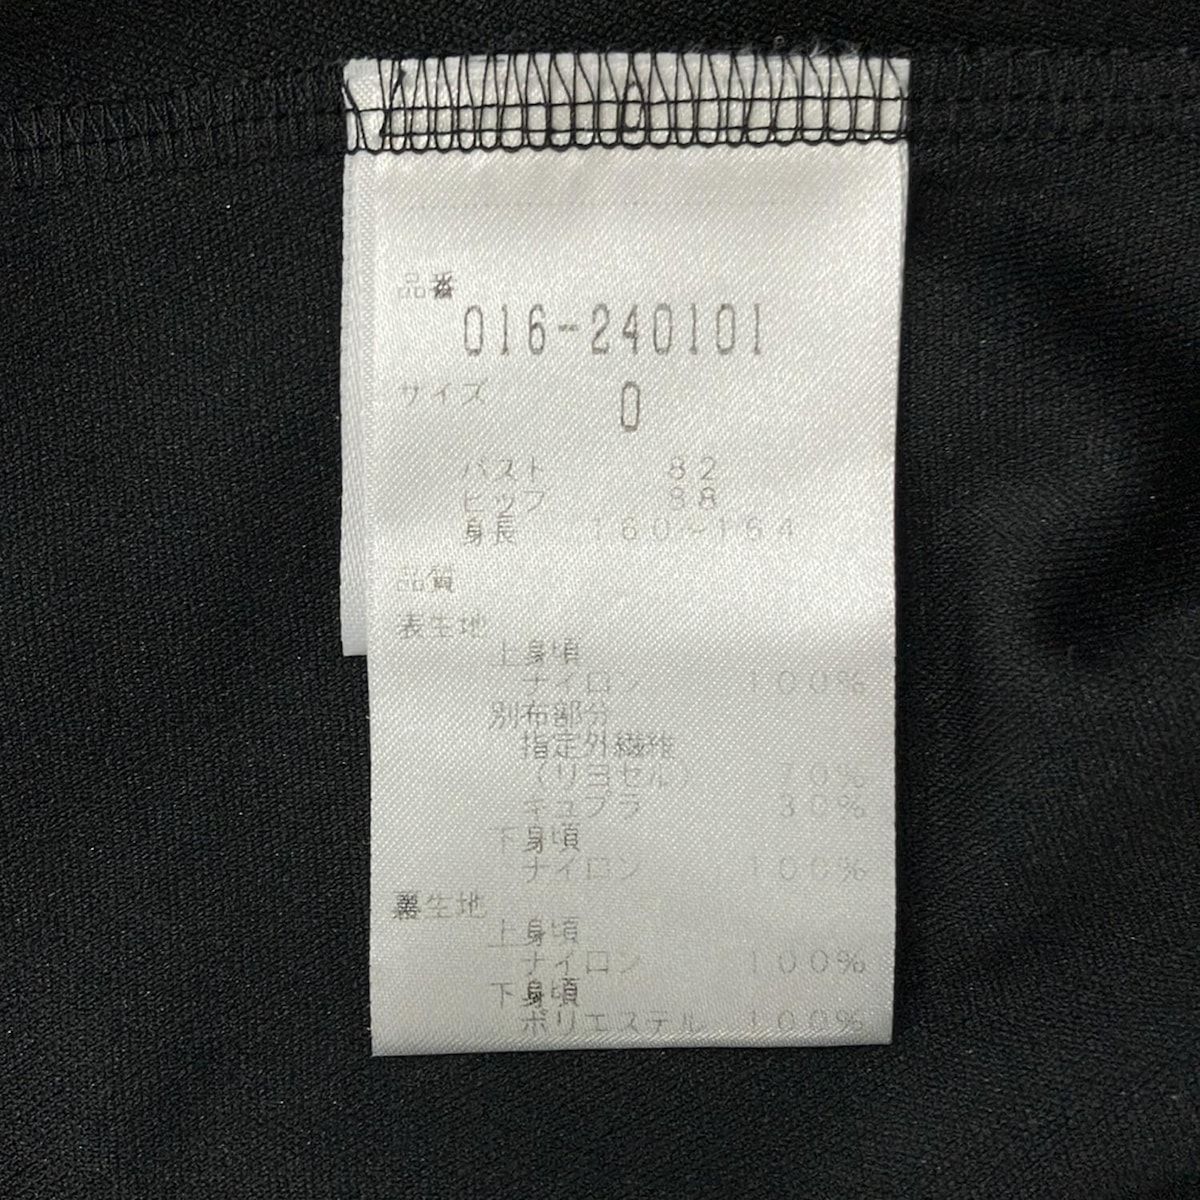 品番
016-240101
サイズ 0
バスト 82
ヒップ 88
身長 160~164
品質
表生地
上身頃
ナイロン 100%
別布部分
指定外繊維
(リヨセル) 70%
キュプラ 30%
下身頃
ナイロン 100%
裏生地
上身頃
ナイロン 100%
下身頃
ポリエステル 100%